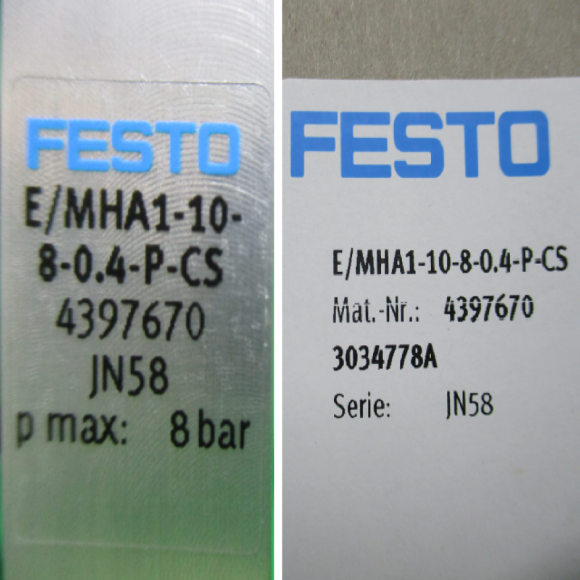 FESTO
E/MHA1-10-
8-0.4-P-CS
4397670
JN58
p max: 8 bar
FESTO
E/MHA1-10-8-0.4-P-CS
Mat.-Nr.: 4397670
3034778A
Serie: JN58